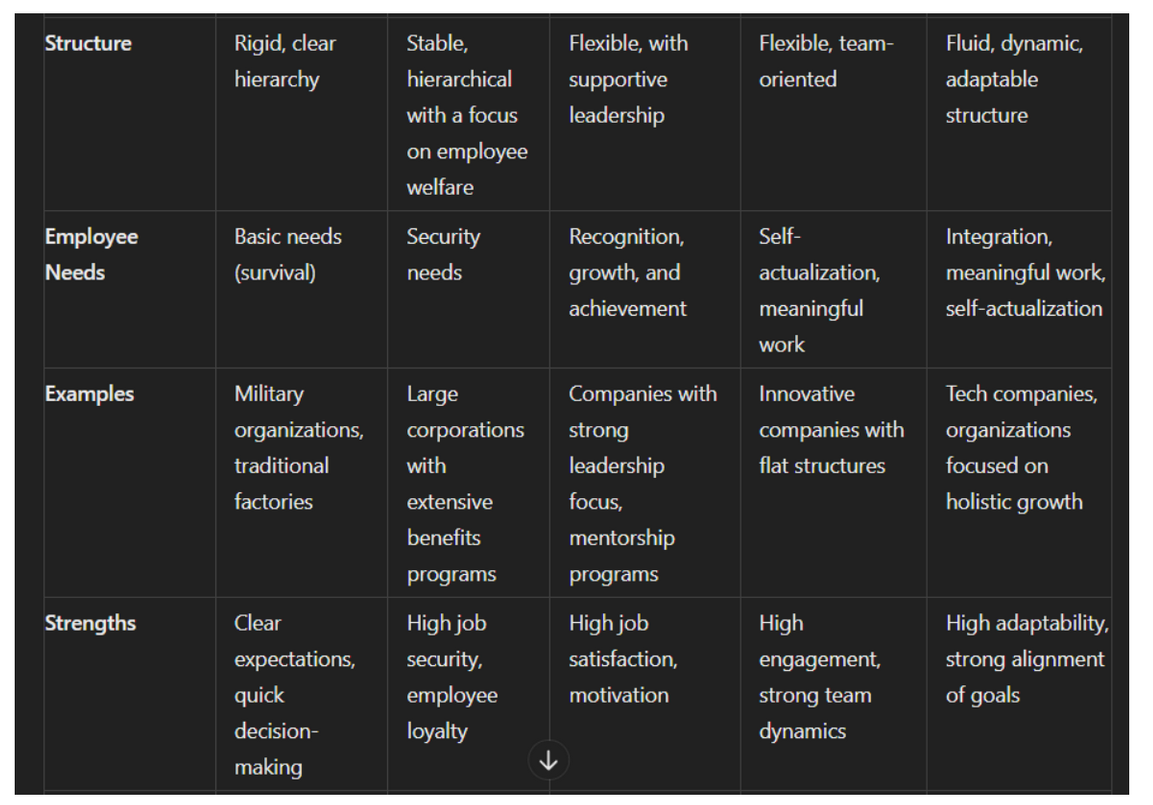 Structure
Rigid, clear
hierarchy
Stable,
hierarchical
with a focus
on employee
welfare
Flexible, with
supportive
leadership
Flexible, team-
oriented
Fluid, dynamic,
adaptable
structure
Employee
Needs
Basic needs
(survival)
Security
needs
Recognition,
growth, and
achievement
Self-
actualization,
meaningful
work
Integration,
meaningful work,
self-actualization
Examples
Military
organizations,
traditional
factories
Large
corporations
with
extensive
benefits
programs
Companies with
strong
leadership
focus,
mentorship
programs
Innovative
companies with
flat structures
Tech companies,
organizations
focused on
holistic growth
Strengths
Clear
expectations,
quick
decision-
making
High job
security,
employee
loyalty
High job
satisfaction,
motivation
High
engagement,
strong team
dynamics
High adaptability,
strong alignment
of goals